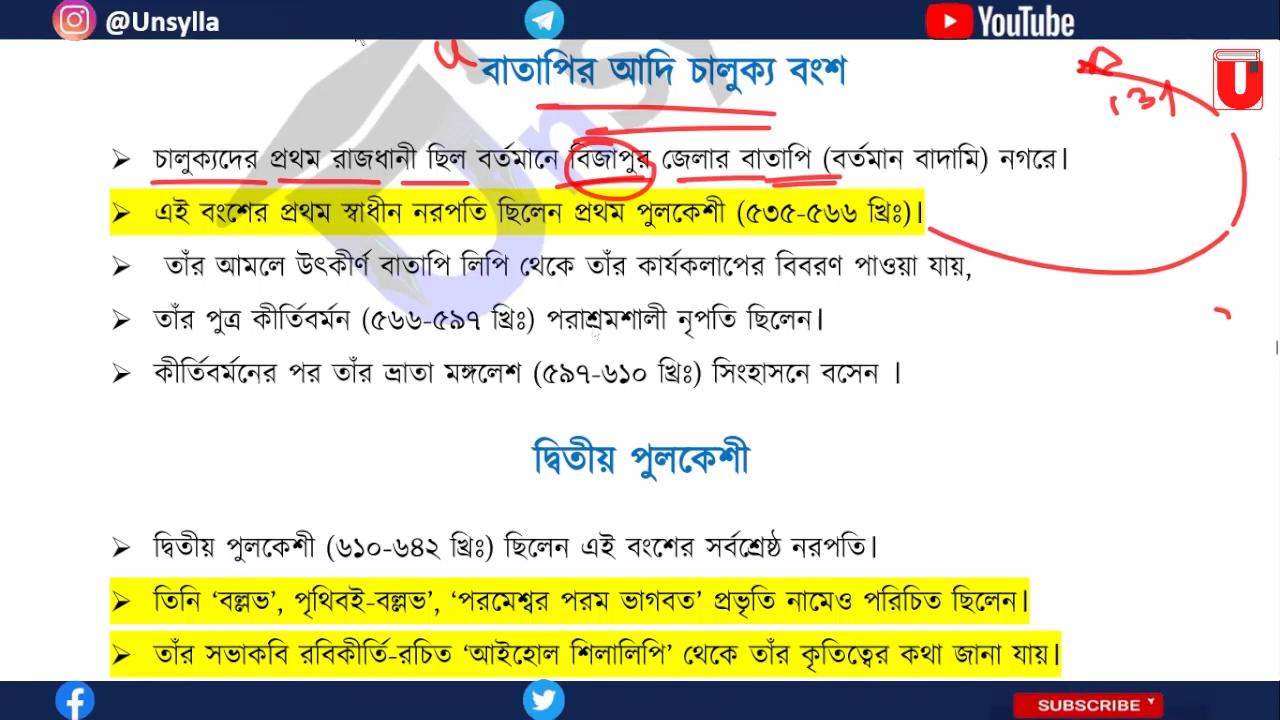 @Unsylla
YouTube
বাতাপির আদি চালুক্য বংশ
➢ চালুক্যদের প্রথম রাজধানী ছিল বর্তমানে বিজাপুর জেলার বাতাপি (বর্তমান বাদামি) নগরে।
➢ এই বংশের প্রথম স্বাধীন নরপতি ছিলেন প্রথম পুলকেশী (৫৩৫-৫৬৬ খ্রিঃ)।
➢ তাঁর আমলে উৎকীর্ণ বাতাপি লিপি থেকে তাঁর কার্যকলাপের বিবরণ পাওয়া যায়,
➢ তাঁর পুত্র কীর্তিবর্মন (৫৬৬-৫৯৭ খ্রিঃ) পরাশ্রমশালী নৃপতি ছিলেন।
➢ কীর্তিবর্মনের পর তাঁর ভ্রাতা মঙ্গলেশ (৫৯৭-৬১০ খ্রিঃ) সিংহাসনে বসেন ।
দ্বিতীয় পুলকেশী
➢ দ্বিতীয় পুলকেশী (৬১০-৬৪২ খ্রিঃ) ছিলেন এই বংশের সর্বশ্রেষ্ঠ নরপতি।
➢ তিনি ‘বল্লভ’, পৃথিবই-বল্লভ’, ‘পরমেশ্বর পরম ভাগবত’ প্রভৃতি নামেও পরিচিত ছিলেন।
➢ তাঁর সভাকবি রবিকীর্তি-রচিত ‘আইহোল শিলালিপি’ থেকে তাঁর কৃতিত্বের কথা জানা যায়।
SUBSCRIBE